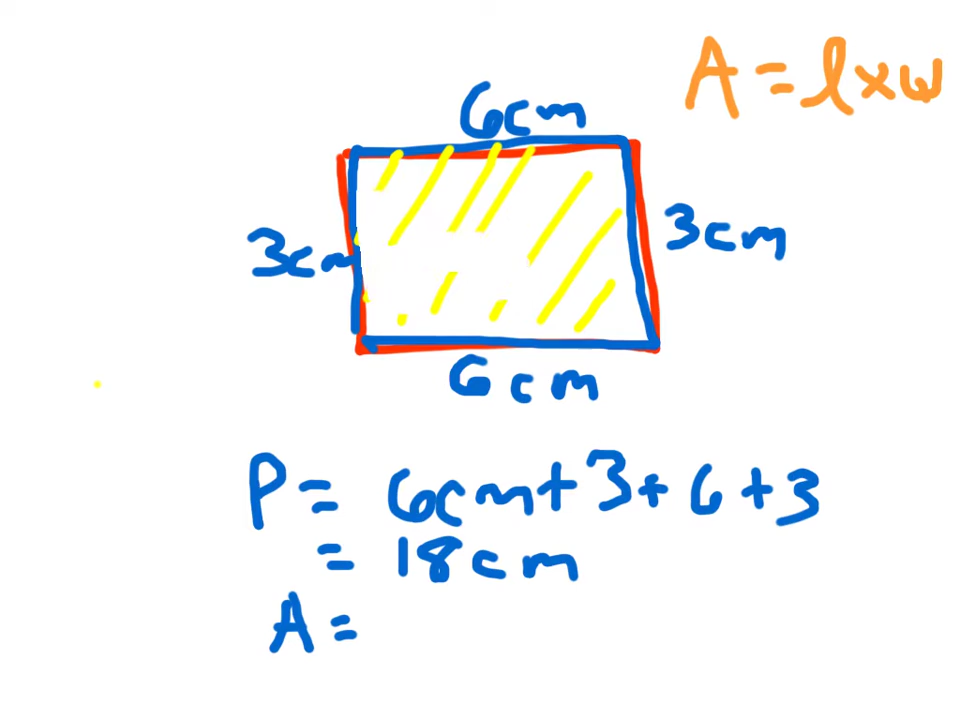 A = l x w
6cm
3cm
3cm
6cm
P = 6cm + 3 + 6 + 3
= 18cm
A =